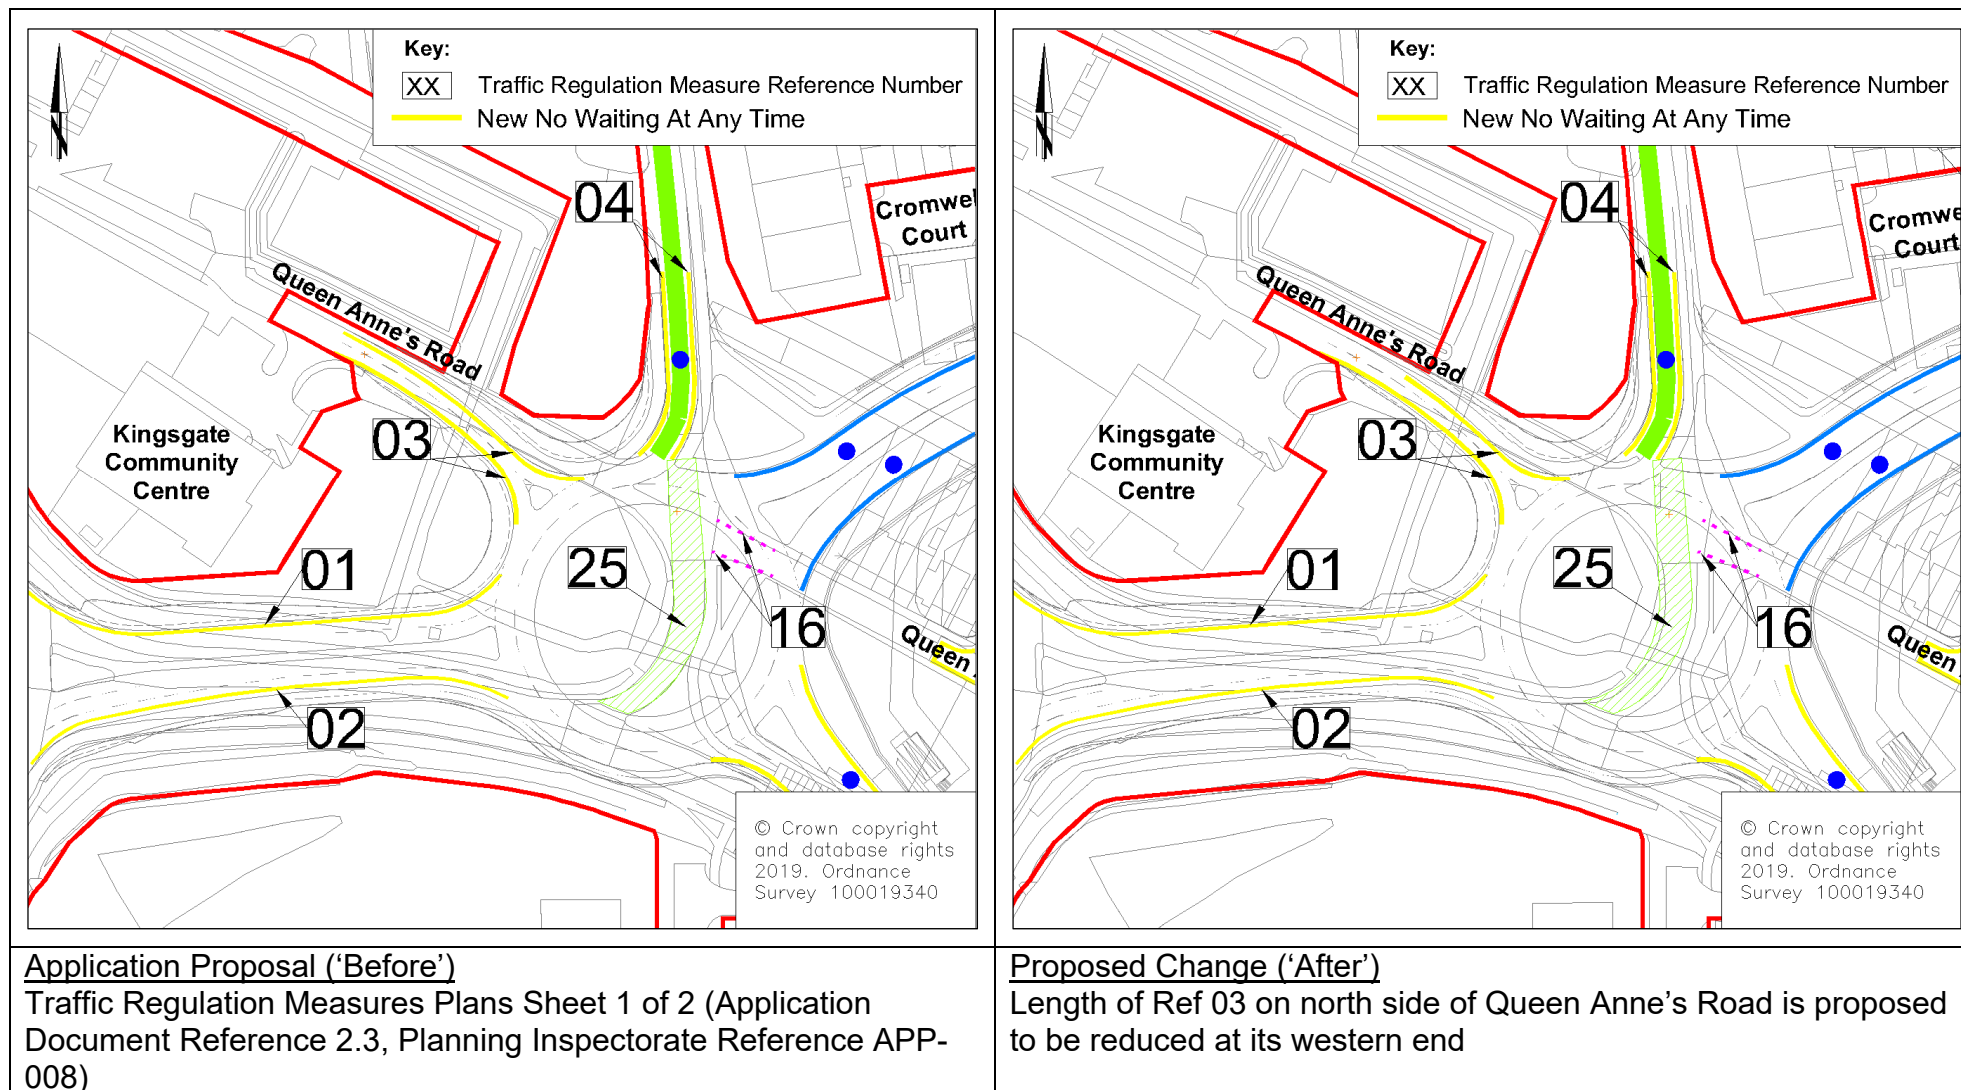 Key:
XX Traffic Regulation Measure Reference Number
New No Waiting At Any Time
N
04
Cromwel
Court
Queen Anne's Road
03
Kingsgate
Community
Centre
01
25
16
Queen
02
© Crown copyright
and database rights
2019. Ordnance
Survey 100019340
Application Proposal (‘Before’)
Traffic Regulation Measures Plans Sheet 1 of 2 (Application
Document Reference 2.3, Planning Inspectorate Reference APP-
008)
Key:
XX Traffic Regulation Measure Reference Number
New No Waiting At Any Time
N
04
Cromwe
Court
Queen Anne's Road
03
Kingsgate
Community
Centre
01
25
16
Queen
02
© Crown copyright
and database rights
2019. Ordnance
Survey 100019340
Proposed Change (‘After’)
Length of Ref 03 on north side of Queen Anne’s Road is proposed
to be reduced at its western end